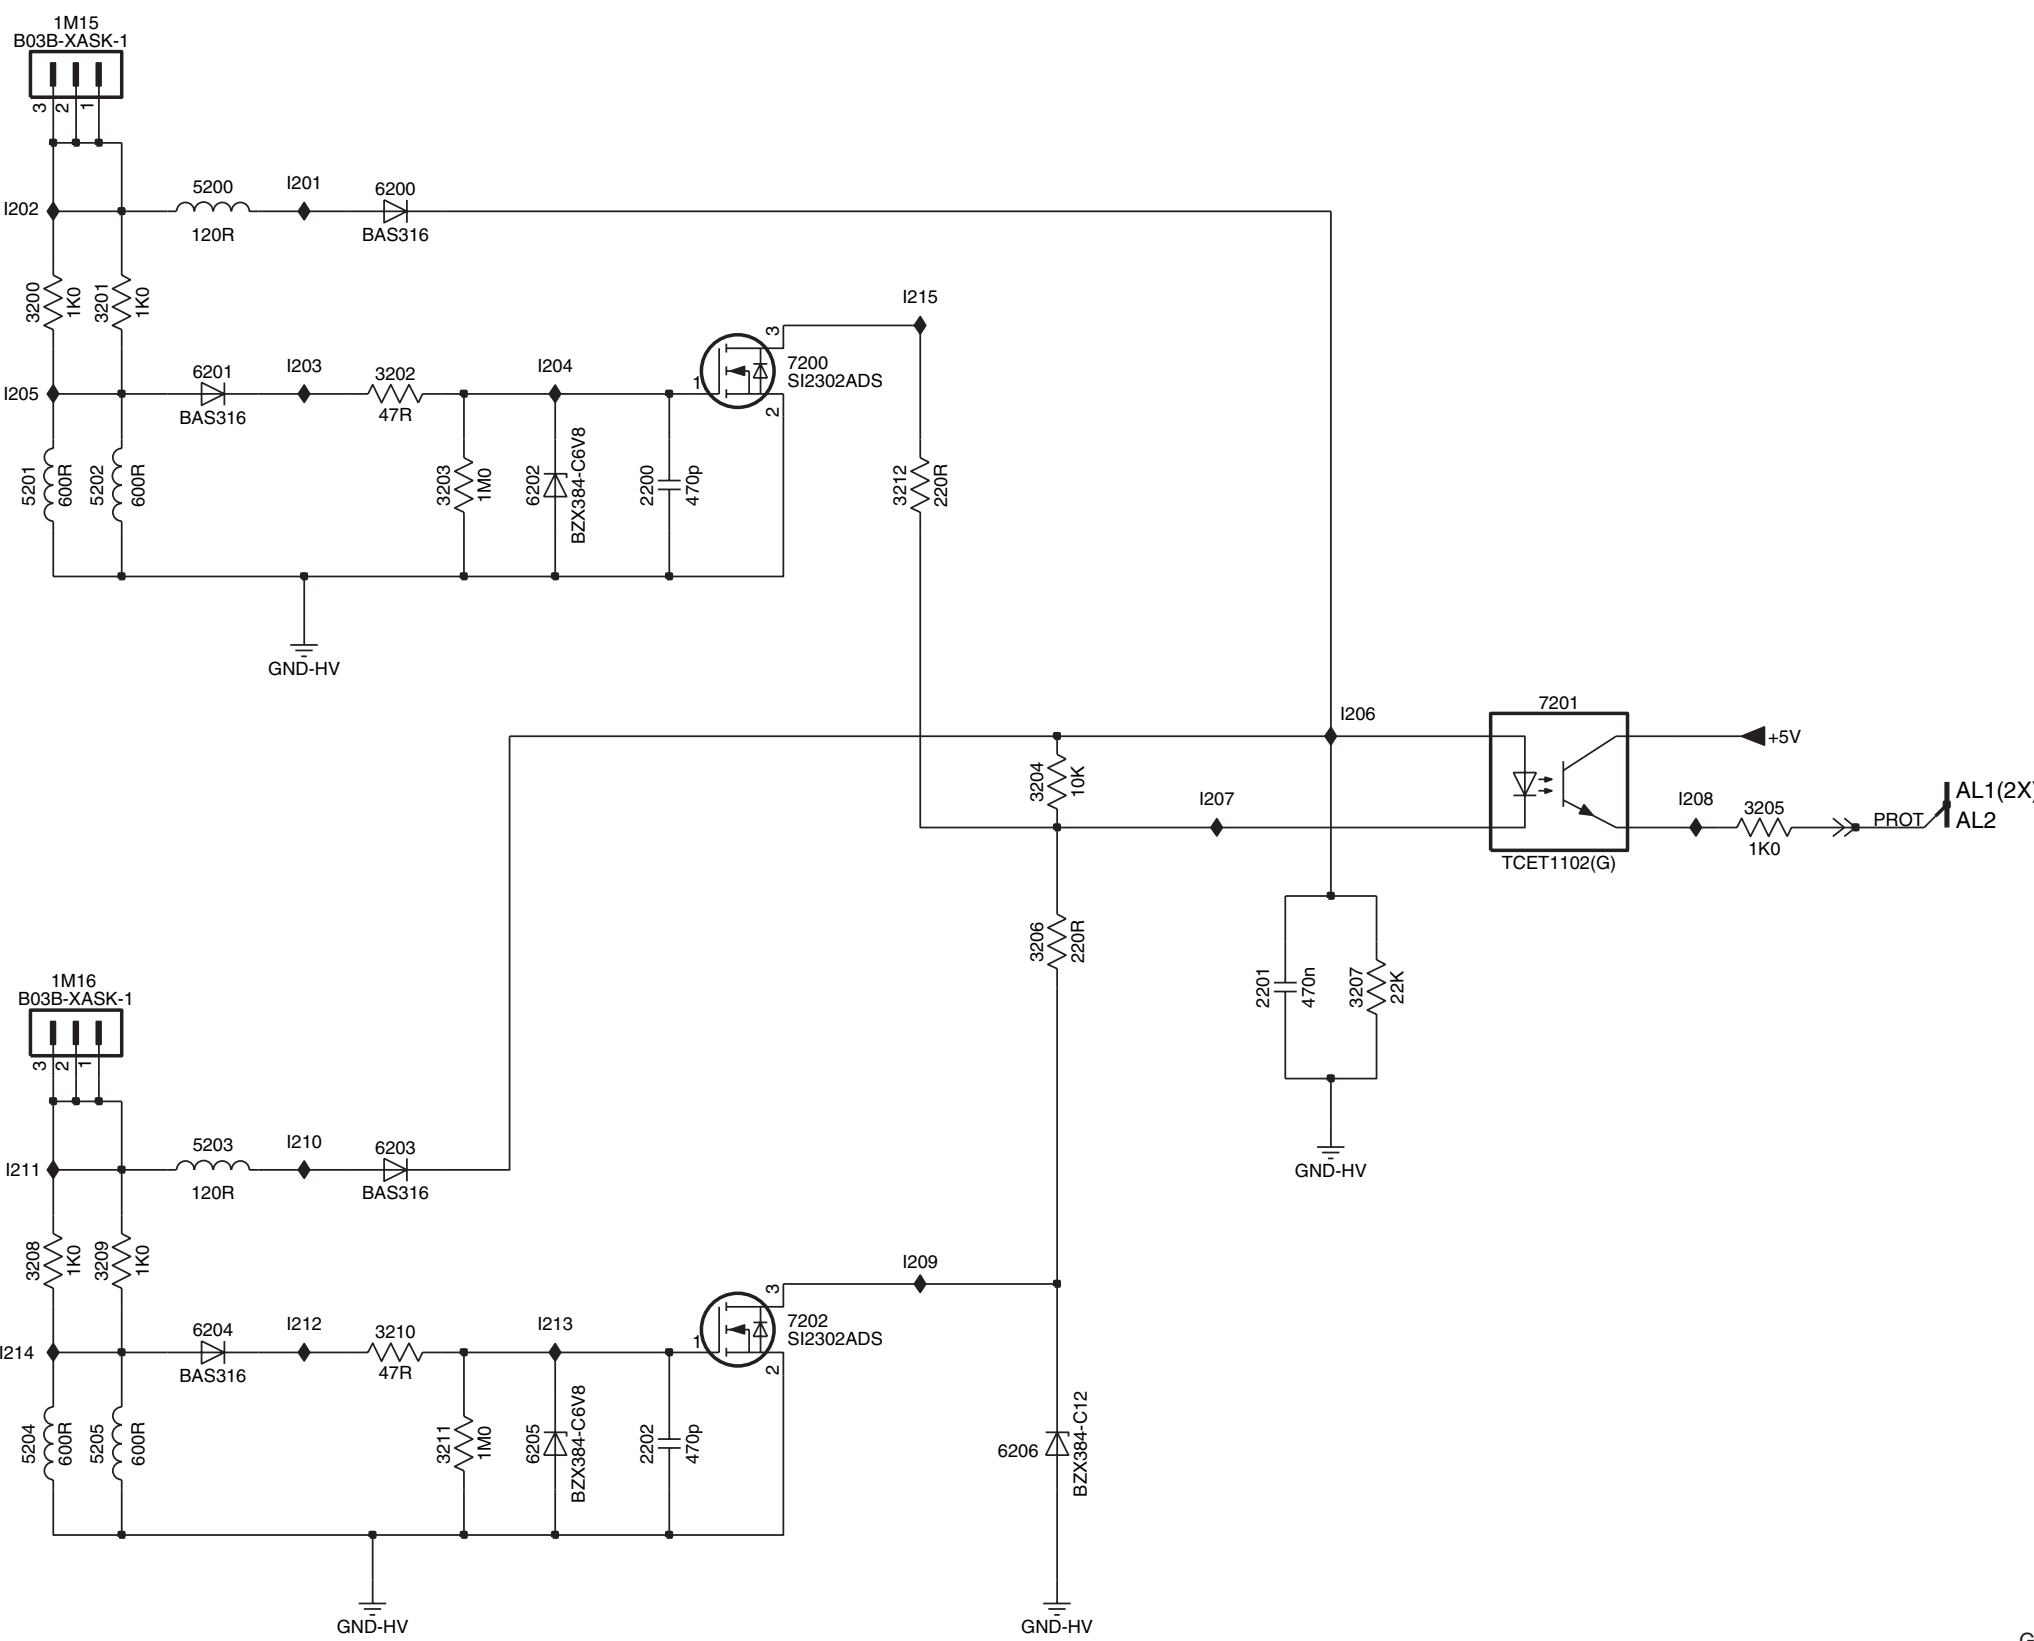 1M15
B03B-XASK-1
3 2 1
I202
5200
120R
I201
6200
BAS316
3200
1K0
3201
1K0
I205
6201
BAS316
I203
3202
47R
I204
1
3
2
7200
SI2302ADS
I215
5201
600R
5202
600R
3203
1M0
6202
BZX384-C6V8
2200
470p
3212
220R
GND-HV
I206
7201
TCET1102(G)
+5V
3204
10K
I207
I208
3205
1K0
PROT
AL1(2X)
AL2
3206
220R
2201
470n
3207
22K
GND-HV
1M16
B03B-XASK-1
3 2 1
I211
5203
120R
I210
6203
BAS316
3208
1K0
3209
1K0
I214
6204
BAS316
I212
3210
47R
I213
1
3
2
7202
SI2302ADS
I209
5204
600R
5205
600R
3211
1M0
6205
BZX384-C6V8
2202
470p
6206
BZX384-C12
GND-HV
GND-HV